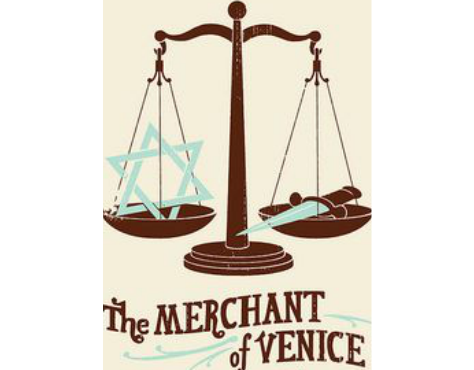 The MERCHANT
of VENICE